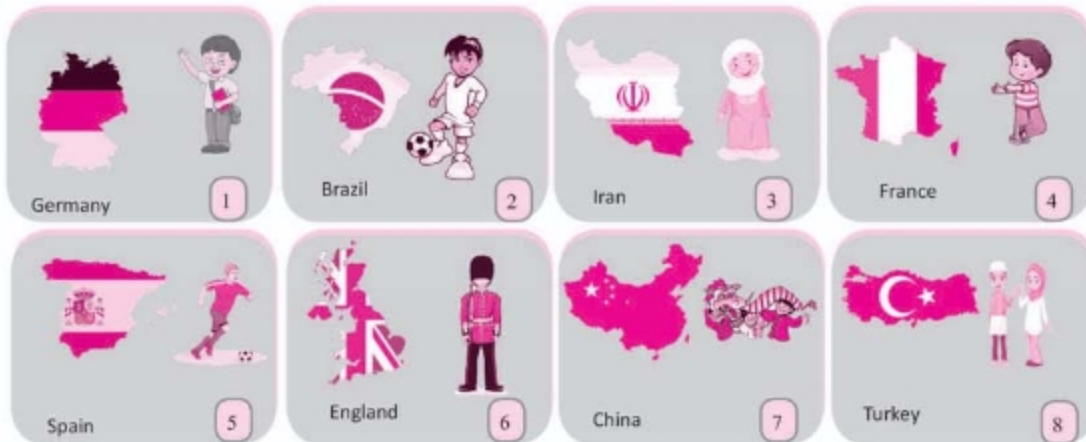 Germany
1
Brazil
2
Iran
3
France
4
Spain
5
England
6
China
7
Turkey
8